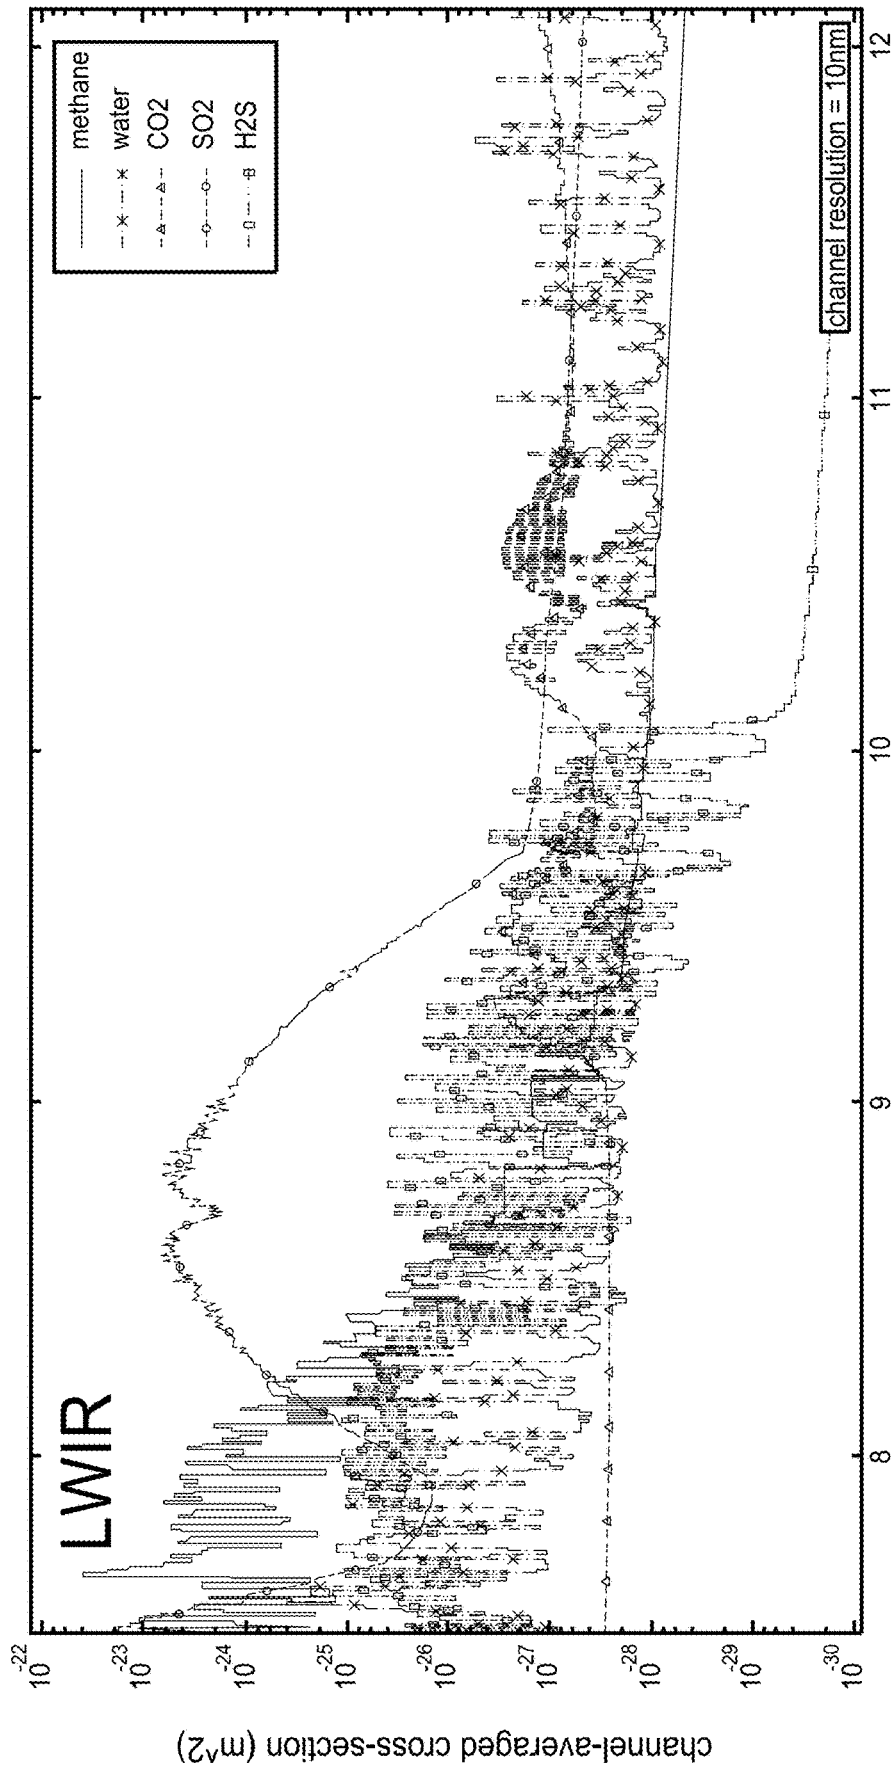 LWIR
methane
water
CO2
SO2
H2S
channel resolution = 10nm
channel-averaged cross-section (m^2)
10^-22
10^-23
10^-24
10^-25
10^-26
10^-27
10^-28
10^-29
10^-30
8
9
10
11
12